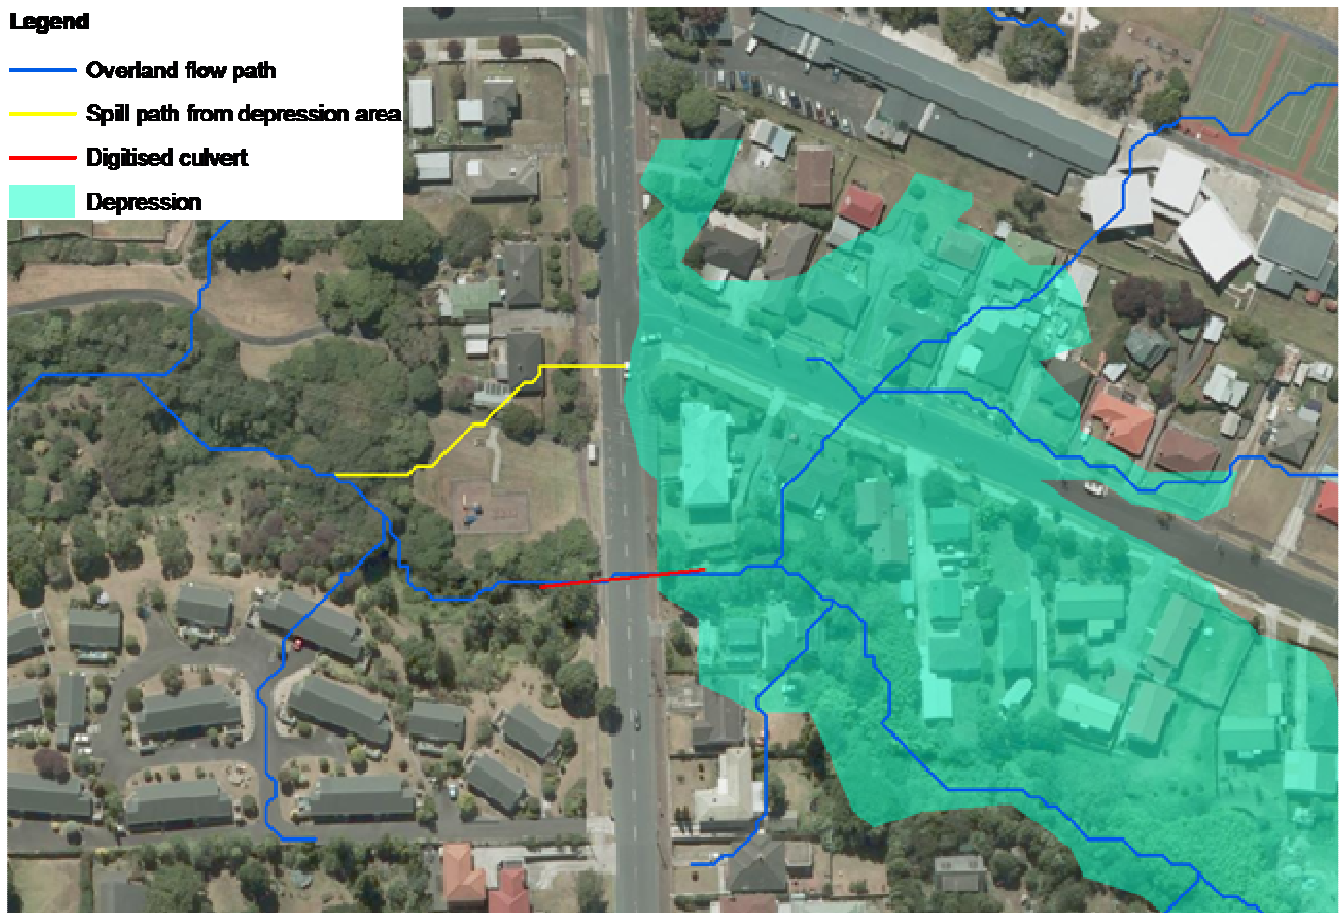 Legend
Overland flow path
Spill path from depression area
Digitised culvert
Depression